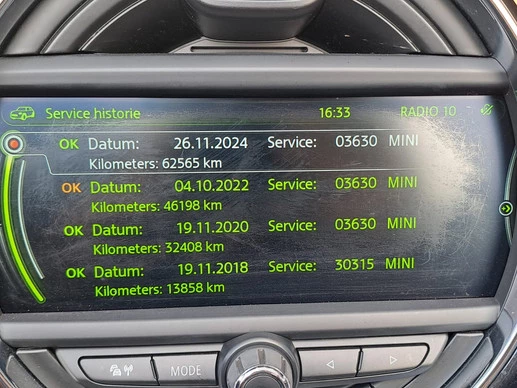 Service historie 16:33 RADIO 10
OK Datum: 26.11.2024 Service: 03630 MINI
Kilometers: 62565 km
OK Datum: 04.10.2022 Service: 03630 MINI
Kilometers: 46198 km
OK Datum: 19.11.2020 Service: 03630 MINI
Kilometers: 32408 km
OK Datum: 19.11.2018 Service: 30315 MINI
Kilometers: 13858 km
MODE